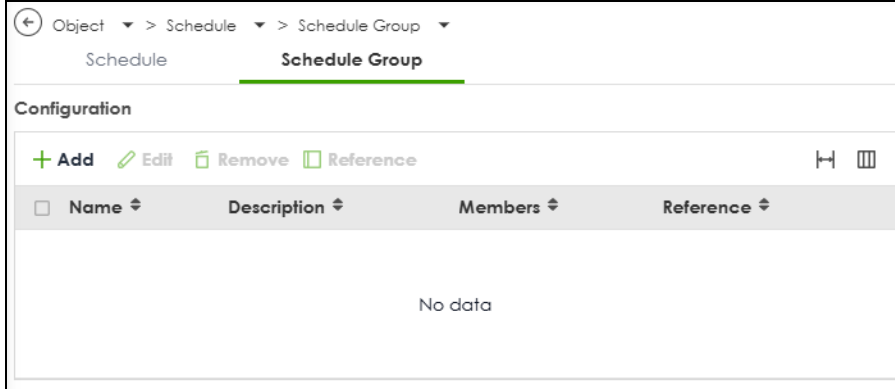 Object > Schedule > Schedule Group
Schedule Schedule Group
Configuration
+ Add Edit Remove Reference
Name Description Members Reference
No data